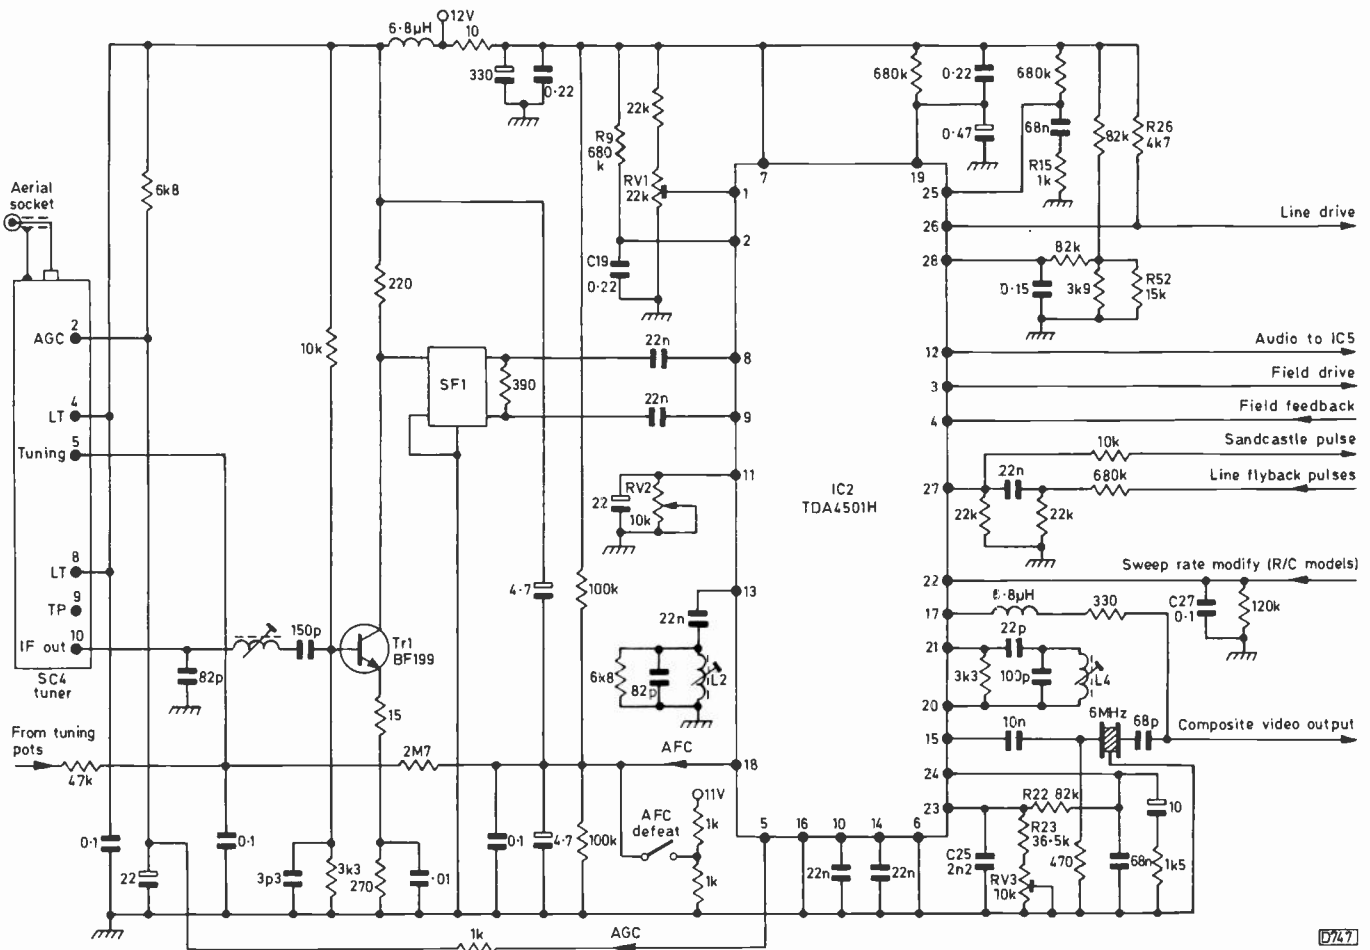 12V
6·8µH
10
330
0·22
680k
0·22
680k
22k
R9
680
k
0·47
68n
82k
R26
4k7
6k8
Aerial
socket
RV1
22k
R15
1k
7
19
1
25
26
Line drive
2
28
82k
C19
0·22
220
0·15
3k9
R52
15k
2
AGC
10k
22n
8
12
Audio to IC5
SF1
390
3
Field drive
4
LT
22n
9
4
Field feedback
5
Tuning
10k
Sandcastle pulse
11
22n
680k
27
Line flyback pulses
RV2
22
10k
IC2
TDA4501H
22k
22k
8
LT
9
TP
4·7
100k
13
22
Sweep rate modify (R/C models)
6·8µH
330
C27
0·1
120k
17
22n
10
IF out
150p
Tr1
BF199
22p
21
SC4
tuner
82p
6k8
82p
L2
3k3
100p
L4
20
15
10n
6MHz
68p
15
Composite video output
From tuning
pots
47k
2M7
AFC
18
24
11V
R22 82k
10
23
AFC
defeat
1k
5
16
10
14
6
R23
36·5k
0·1
0·1
0·1
4·7
100k
C25
2n2
470
68n
1k5
22
3p3
3k3
270
·01
1k
22n
22n
RV3
10k
1k
AGC
D747